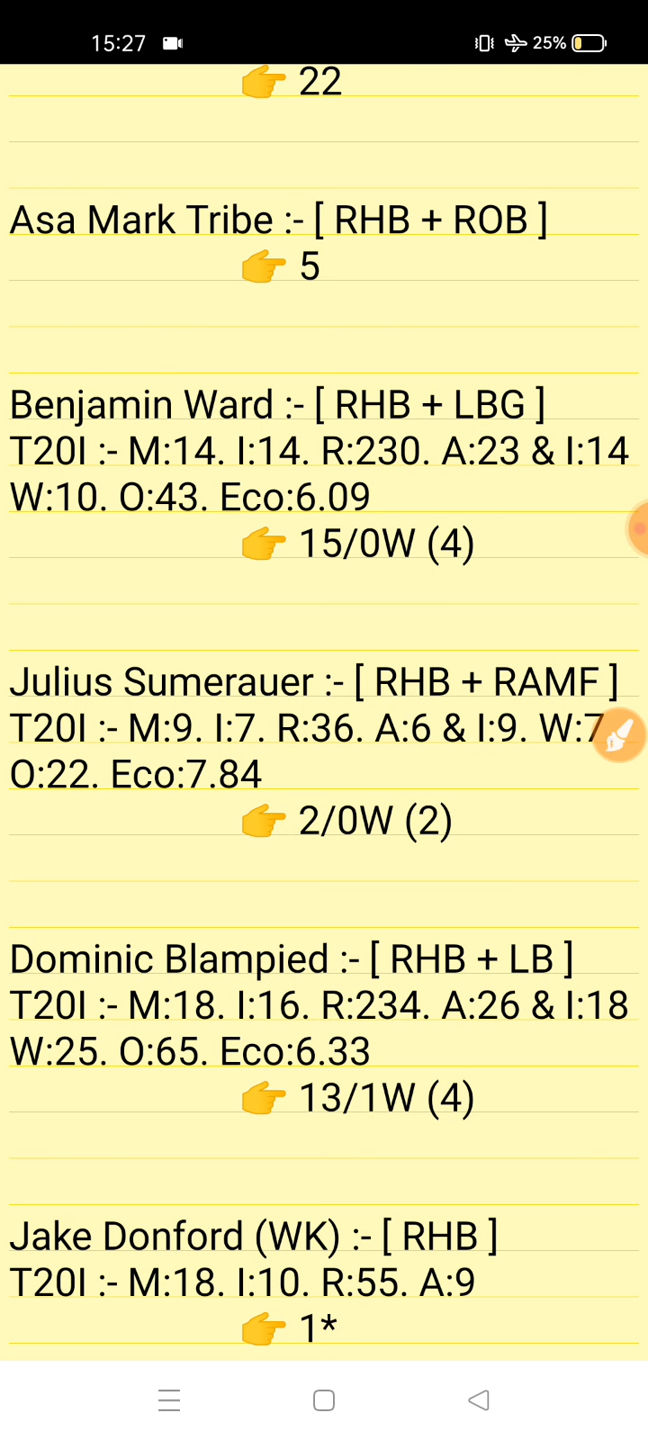 15:27 25%
👉 22
Asa Mark Tribe :- [ RHB + ROB ]
👉 5
Benjamin Ward :- [ RHB + LBG ]
T20I :- M:14. I:14. R:230. A:23 & I:14
W:10. O:43. Eco:6.09
👉 15/0W (4)
Julius Sumerauer :- [ RHB + RAMF ]
T20I :- M:9. I:7. R:36. A:6 & I:9. W:7
O:22. Eco:7.84
👉 2/0W (2)
Dominic Blampied :- [ RHB + LB ]
T20I :- M:18. I:16. R:234. A:26 & I:18
W:25. O:65. Eco:6.33
👉 13/1W (4)
Jake Donford (WK) :- [ RHB ]
T20I :- M:18. I:10. R:55. A:9
👉 1*